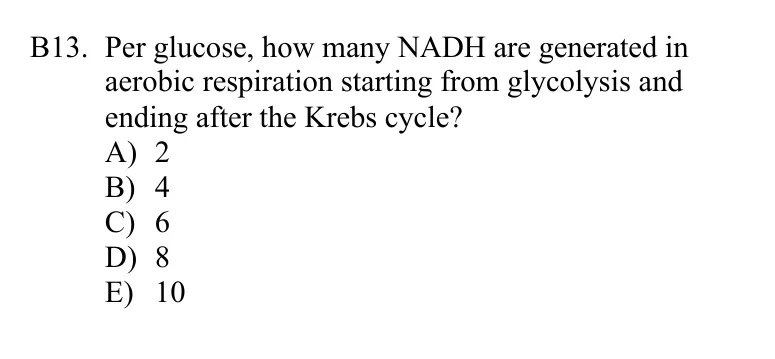 B13. Per glucose, how many NADH are generated in
aerobic respiration starting from glycolysis and
ending after the Krebs cycle?
A) 2
B) 4
C) 6
D) 8
E) 10